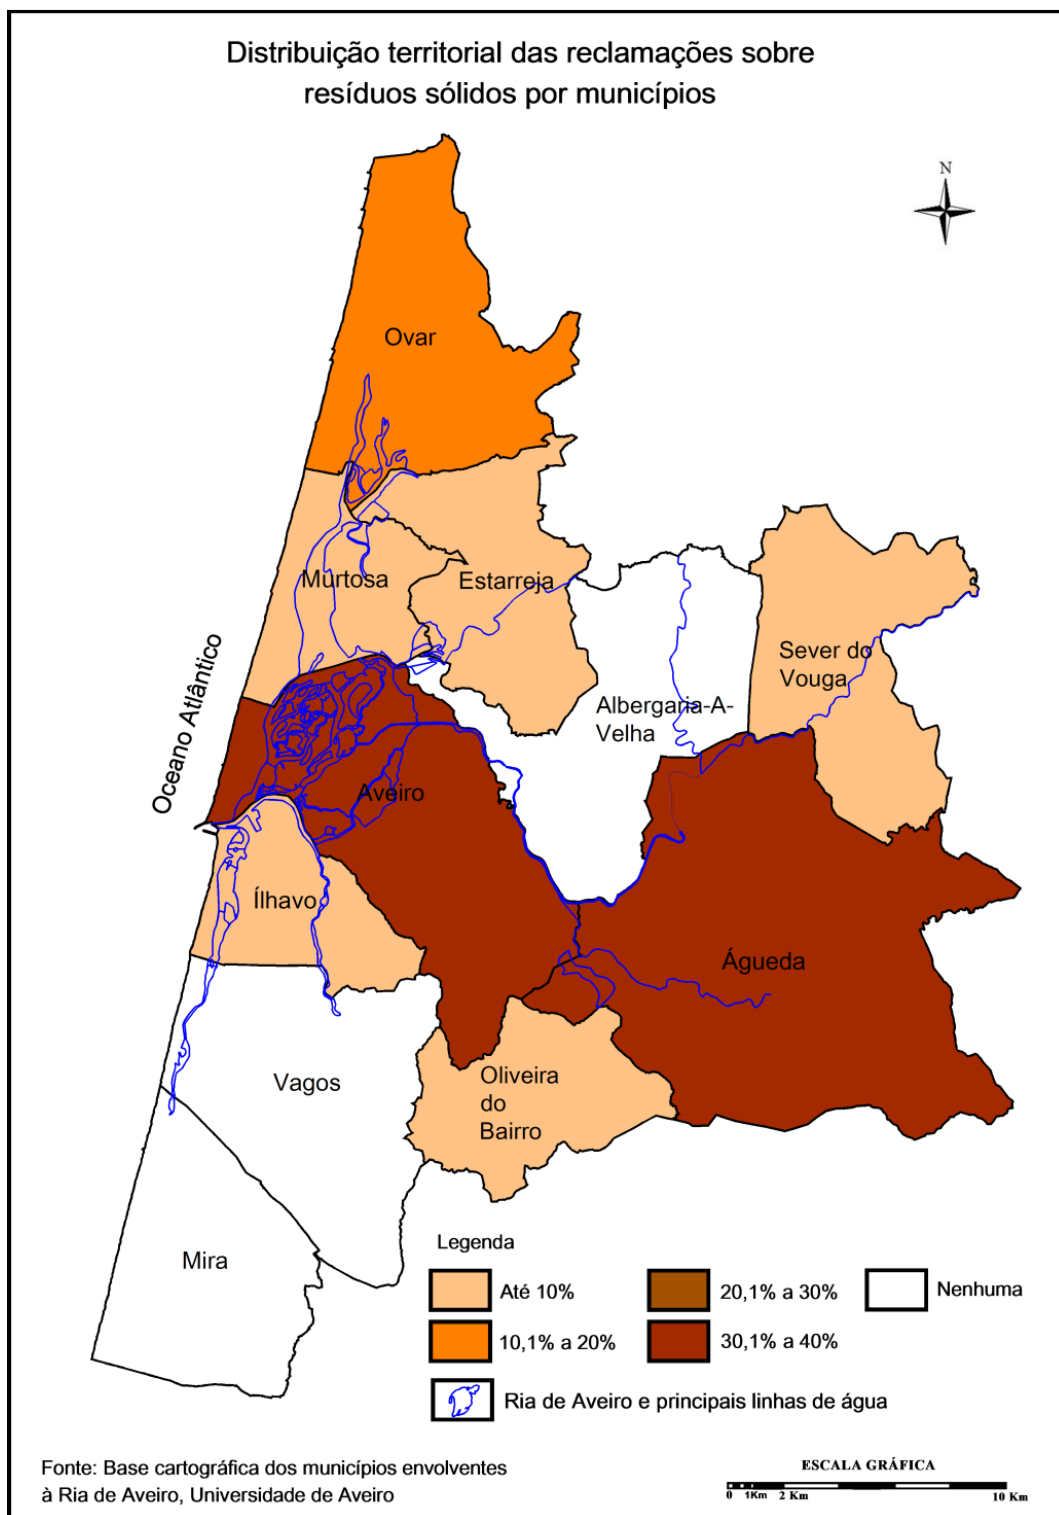 Distribuição territorial das reclamações sobre
resíduos sólidos por municípios
N
Ovar
Murtosa
Estarreja
Sever do
Vouga
Albergaria-A-
Velha
Oceano Atlântico
Aveiro
Ílhavo
Águeda
Vagos
Oliveira
do
Bairro
Mira
Legenda
Até 10%
20,1% a 30%
Nenhuma
10,1% a 20%
30,1% a 40%
Ria de Aveiro e principais linhas de água
Fonte: Base cartográfica dos municípios envolventes
à Ria de Aveiro, Universidade de Aveiro
ESCALA GRÁFICA
0 1Km 2 Km 10 Km